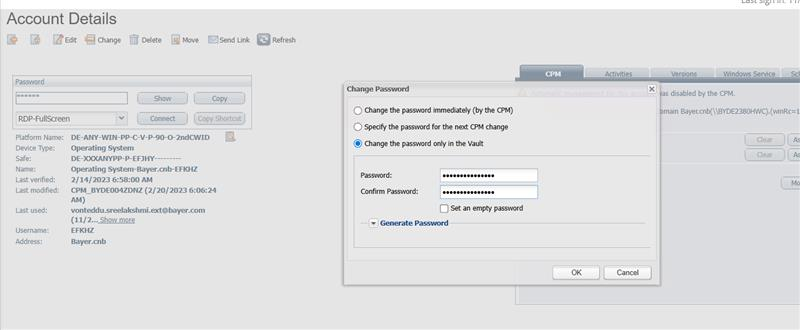 Last sign in: 11/
Account Details
Edit Change Delete Move Send Link Refresh
Password
******
Show Copy
RDP-FullScreen Connect Copy Shortcut
Platform Name: DE-ANY-WIN-PP-C-V-P-90-O-2ndCWID
Device Type: Operating System
Safe: DE-XXXANYPP-P-EFJHY---------
Name: Operating System-Bayer.cnb-EFKHZ
Last verified: 2/14/2023 6:58:00 AM
Last modified: CPM_BYDE004ZDNZ (2/20/2023 6:06:24
AM)
Last used: vonteddu.sreelakshmi.ext@bayer.com
(11/2... Show more
Username: EFKHZ
Address: Bayer.cnb
CPM Activities Versions Windows Service Sch
was disabled by the CPM.
omain Bayer.cnb(\\BYDE2380HWC).(winRc=1
Clear As
Clear As
Mo
Change Password
Change the password immediately (by the CPM)
Specify the password for the next CPM change
Change the password only in the Vault
Password: •••••••••••••••
Confirm Password: •••••••••••••••
Set an empty password
Generate Password
OK Cancel